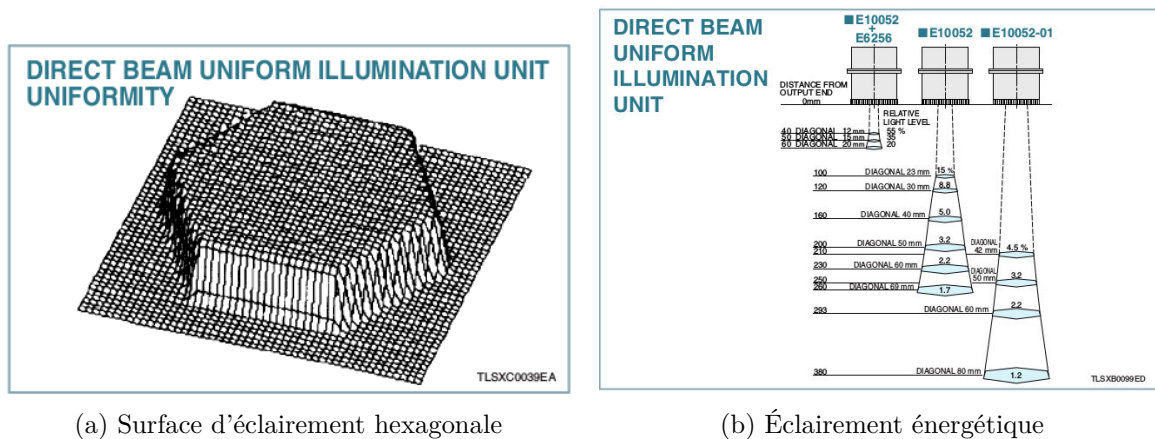 DIRECT BEAM UNIFORM ILLUMINATION UNIT
UNIFORMITY
TLSXC0039EA
(a) Surface d'éclairement hexagonale
DIRECT BEAM
UNIFORM
ILLUMINATION
UNIT
■E10052
+
E6256
■E10052
■E10052-01
DISTANCE FROM
OUTPUT END
0mm
RELATIVE
LIGHT LEVEL
40 DIAGONAL 12 mm 55 %
50 DIAGONAL 15 mm 35
60 DIAGONAL 20 mm 20
100 DIAGONAL 23 mm 15 %
120 DIAGONAL 30 mm 8.8
160 DIAGONAL 40 mm 5.0
200 DIAGONAL 50 mm 3.2
210 DIAGONAL 42 mm 4.5 %
230 DIAGONAL 60 mm 2.2
250 DIAGONAL 50 mm 3.2
260 DIAGONAL 69 mm 1.7
293 DIAGONAL 60 mm 2.2
380 DIAGONAL 80 mm 1.2
TLSXB0099ED
(b) Éclairement énergétique